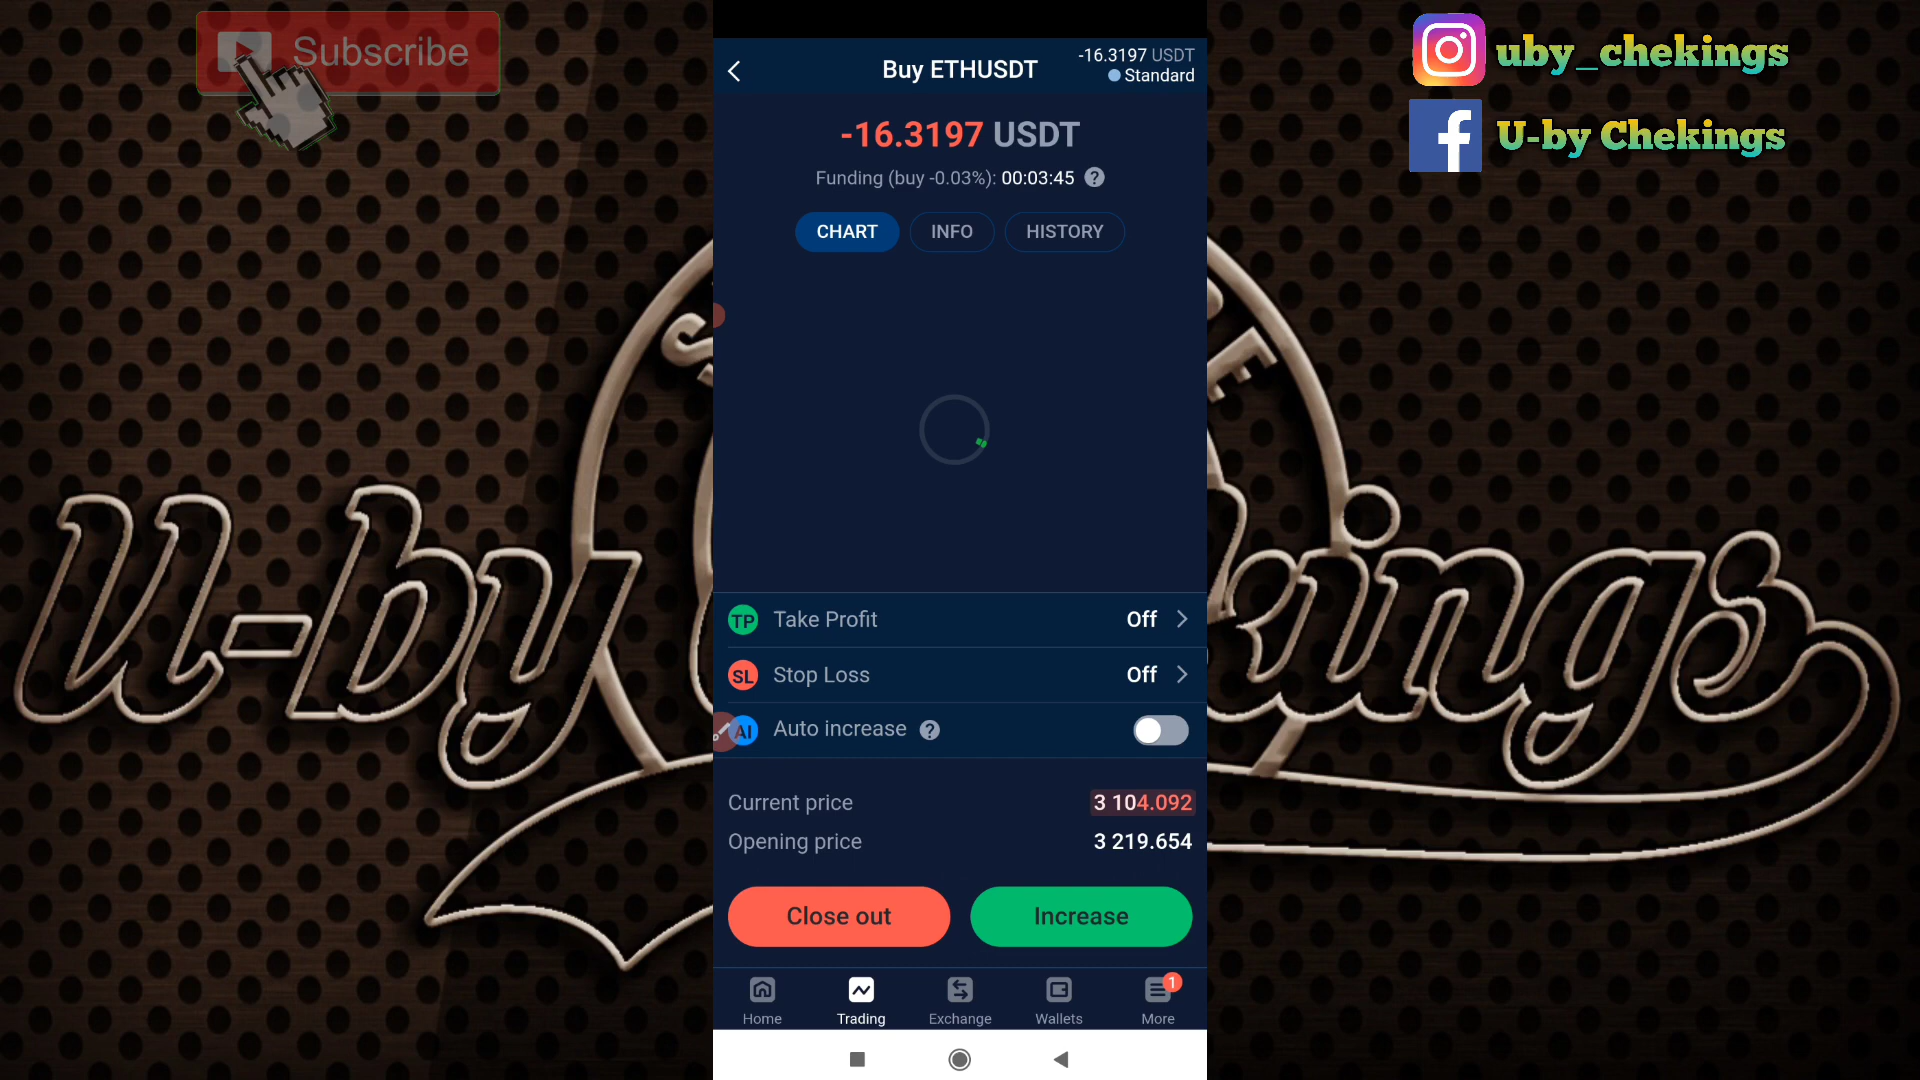 Subscribe
uby_chekings
U-by Chekings
Buy ETHUSDT
-16.3197 USDT
Standard
-16.3197 USDT
Funding (buy -0.03%): 00:03:45 ?
CHART
INFO
HISTORY
TP Take Profit Off
SL Stop Loss Off
AI Auto increase ?
Current price 3 104.092
Opening price 3 219.654
Close out
Increase
1
Home
Trading
Exchange
Wallets
More